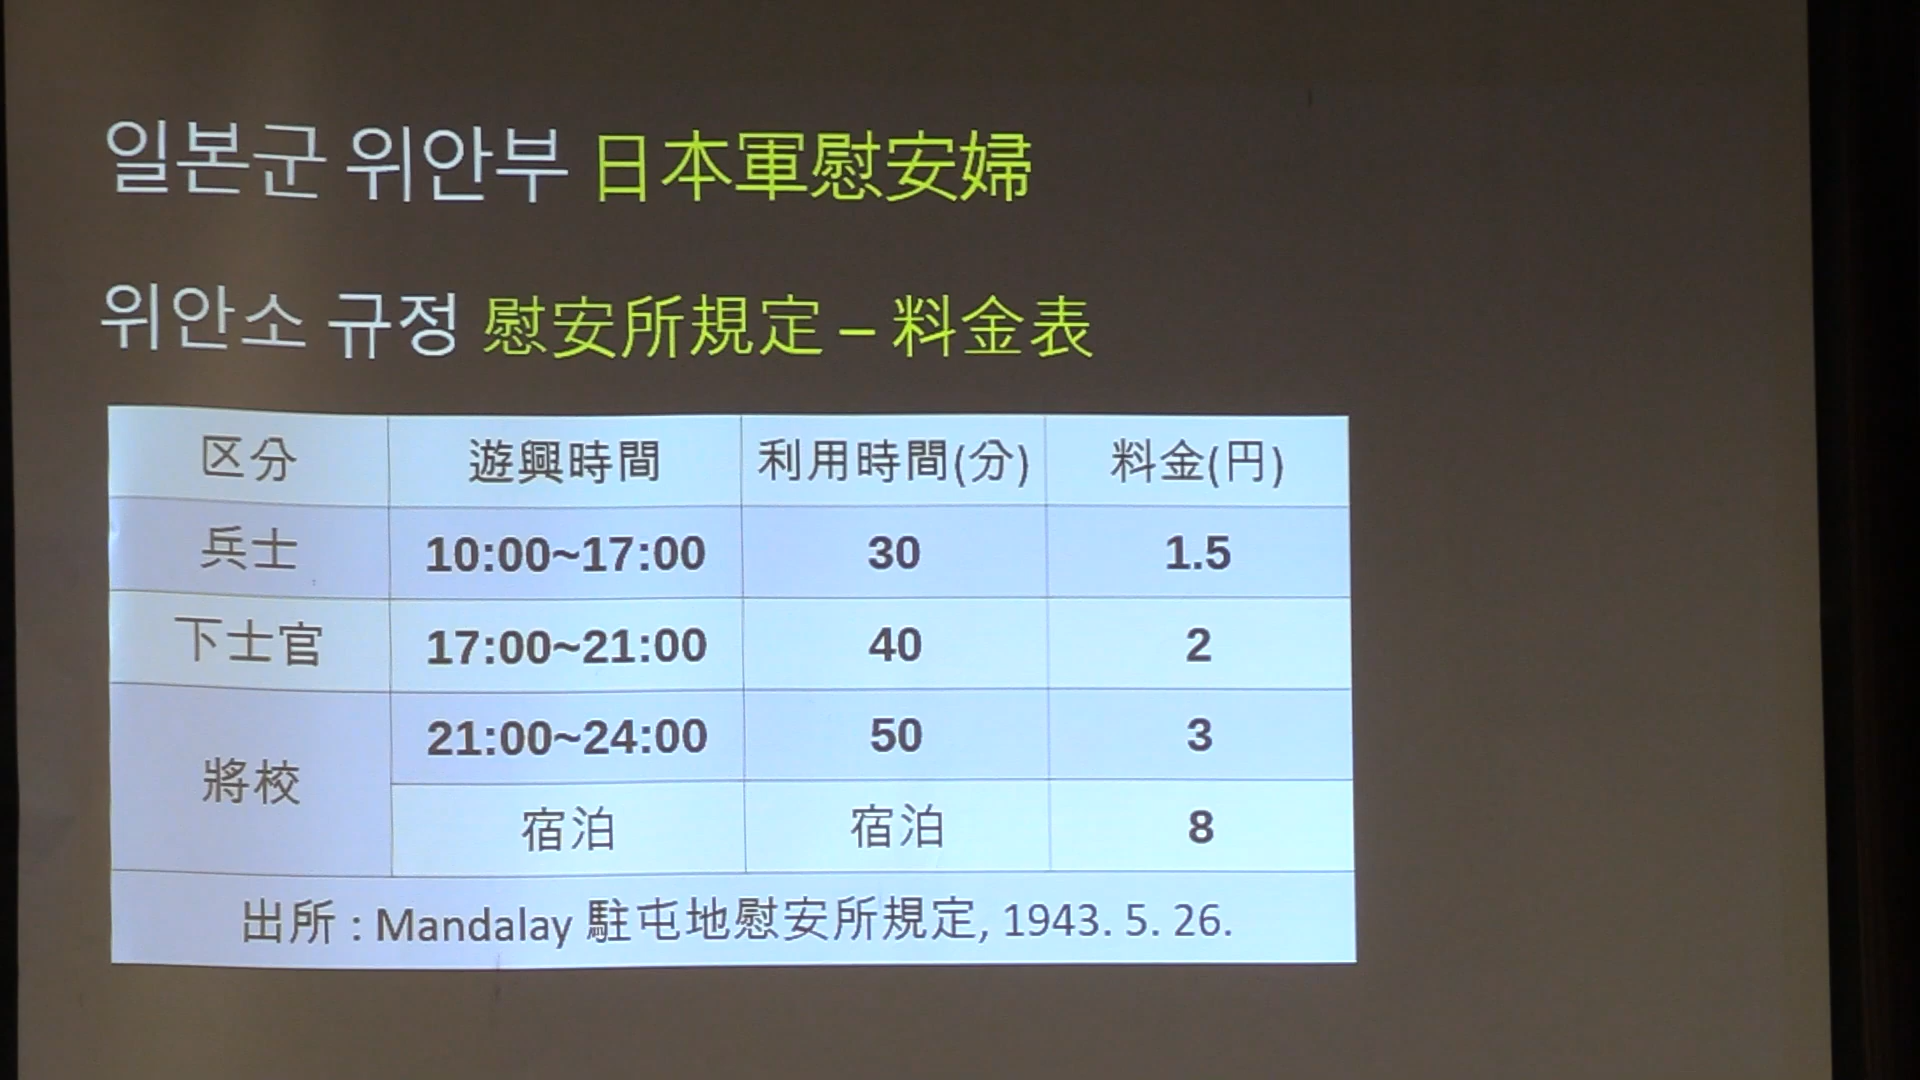 일본군 위안부 日本軍慰安婦
위안소 규정 慰安所規定 – 料金表
区分 遊興時間 利用時間(分) 料金(円)
兵士 10:00~17:00 30 1.5
下士官 17:00~21:00 40 2
將校 21:00~24:00 50 3
宿泊 宿泊 8
出所 : Mandalay 駐屯地慰安所規定, 1943. 5. 26.